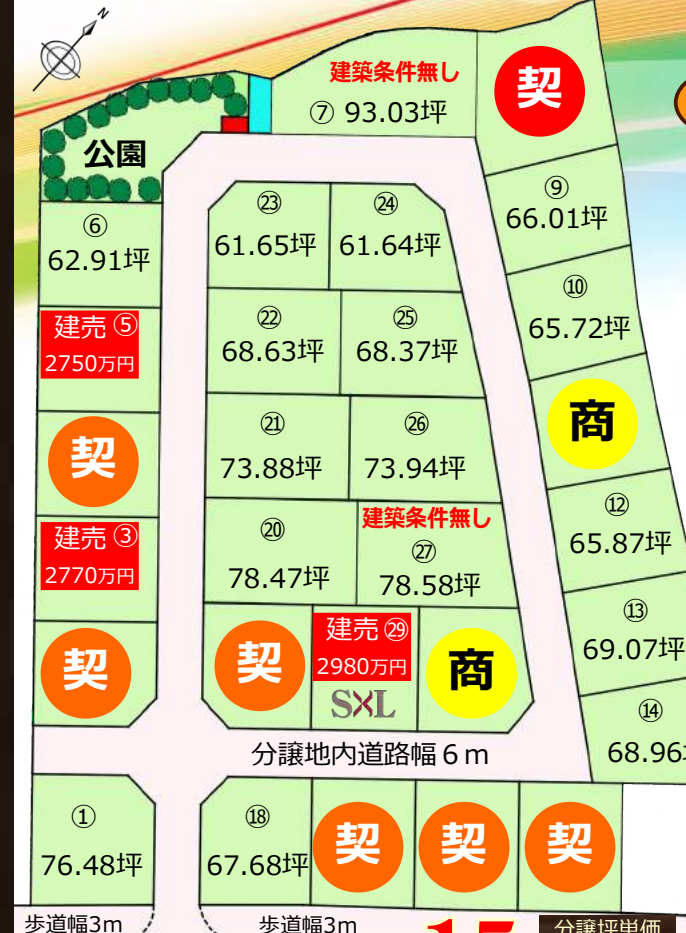 N
建築条件無し
⑦ 93.03坪
契
公園
⑥
62.91坪
㉓
61.65坪
㉔
61.64坪
⑨
66.01坪
⑩
65.72坪
建売 ⑤
2750万円
㉒
68.63坪
㉕
68.37坪
商
契
㉑
73.88坪
㉖
73.94坪
⑫
65.87坪
建売 ③
2770万円
⑳
78.47坪
建築条件無し
㉗
78.58坪
⑬
69.07坪
契
契
建売 ㉙
2980万円
SXL
商
⑭
68.96坪
分譲地内道路幅６ｍ
①
76.48坪
⑱
67.68坪
契
契
契
歩道幅3m
歩道幅3m
分譲坪単価